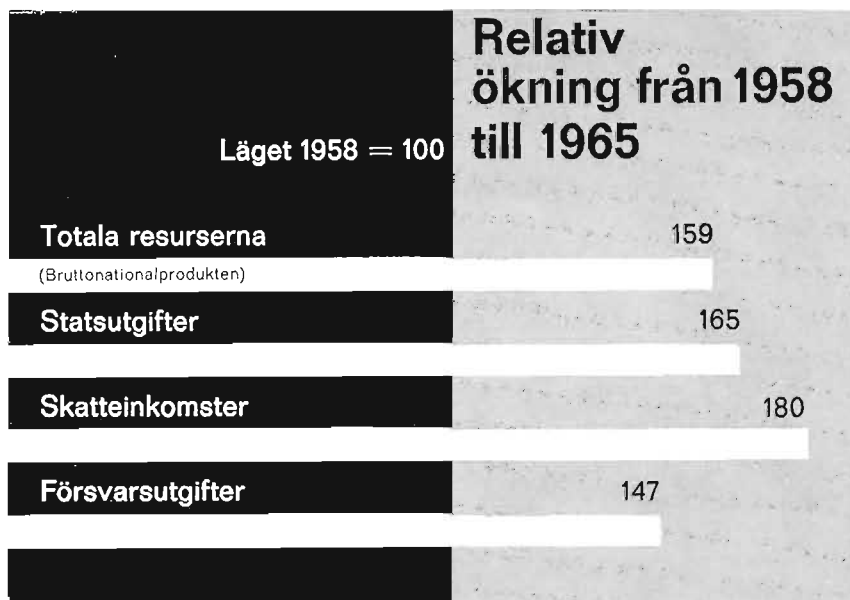 Relativ
ökning från 1958
till 1965
Läget 1958 = 100
Totala resurserna
159
(Bruttonationalprodukten)
Statsutgifter
165
Skatteinkomster
180
Försvarsutgifter
147